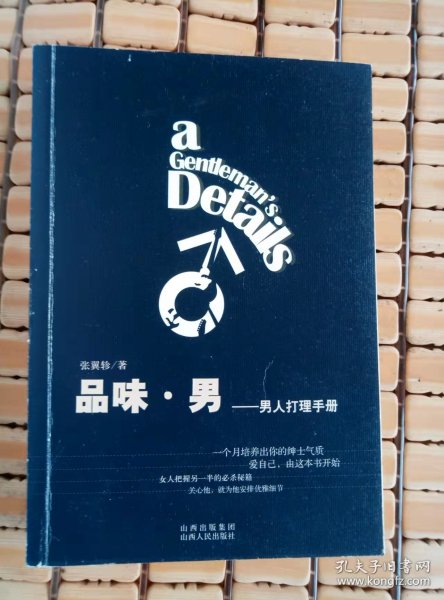 a
Gentleman's
Details
张翼轸/著
品味·男——男人打理手册
一个月培养出你的绅士气质
爱自己，由这本书开始
女人把握另一半的必杀秘籍
关心他，就为他安排优雅细节
山西出版集团
山西人民出版社
孔夫子旧书网